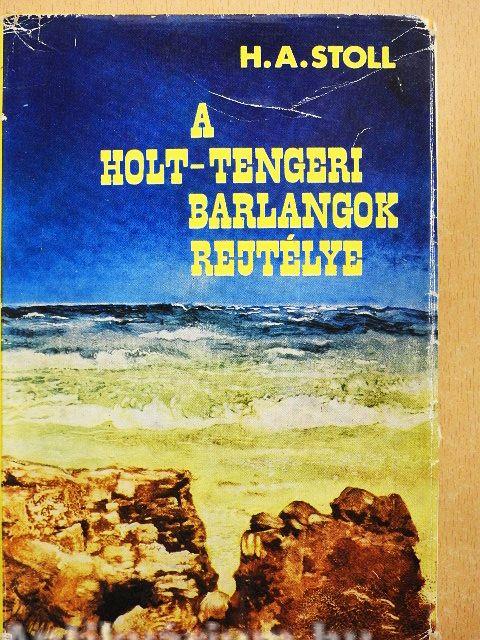 H. A. STOLL
A
HOLT-TENGERI
BARLANGOK
REJTÉLYE